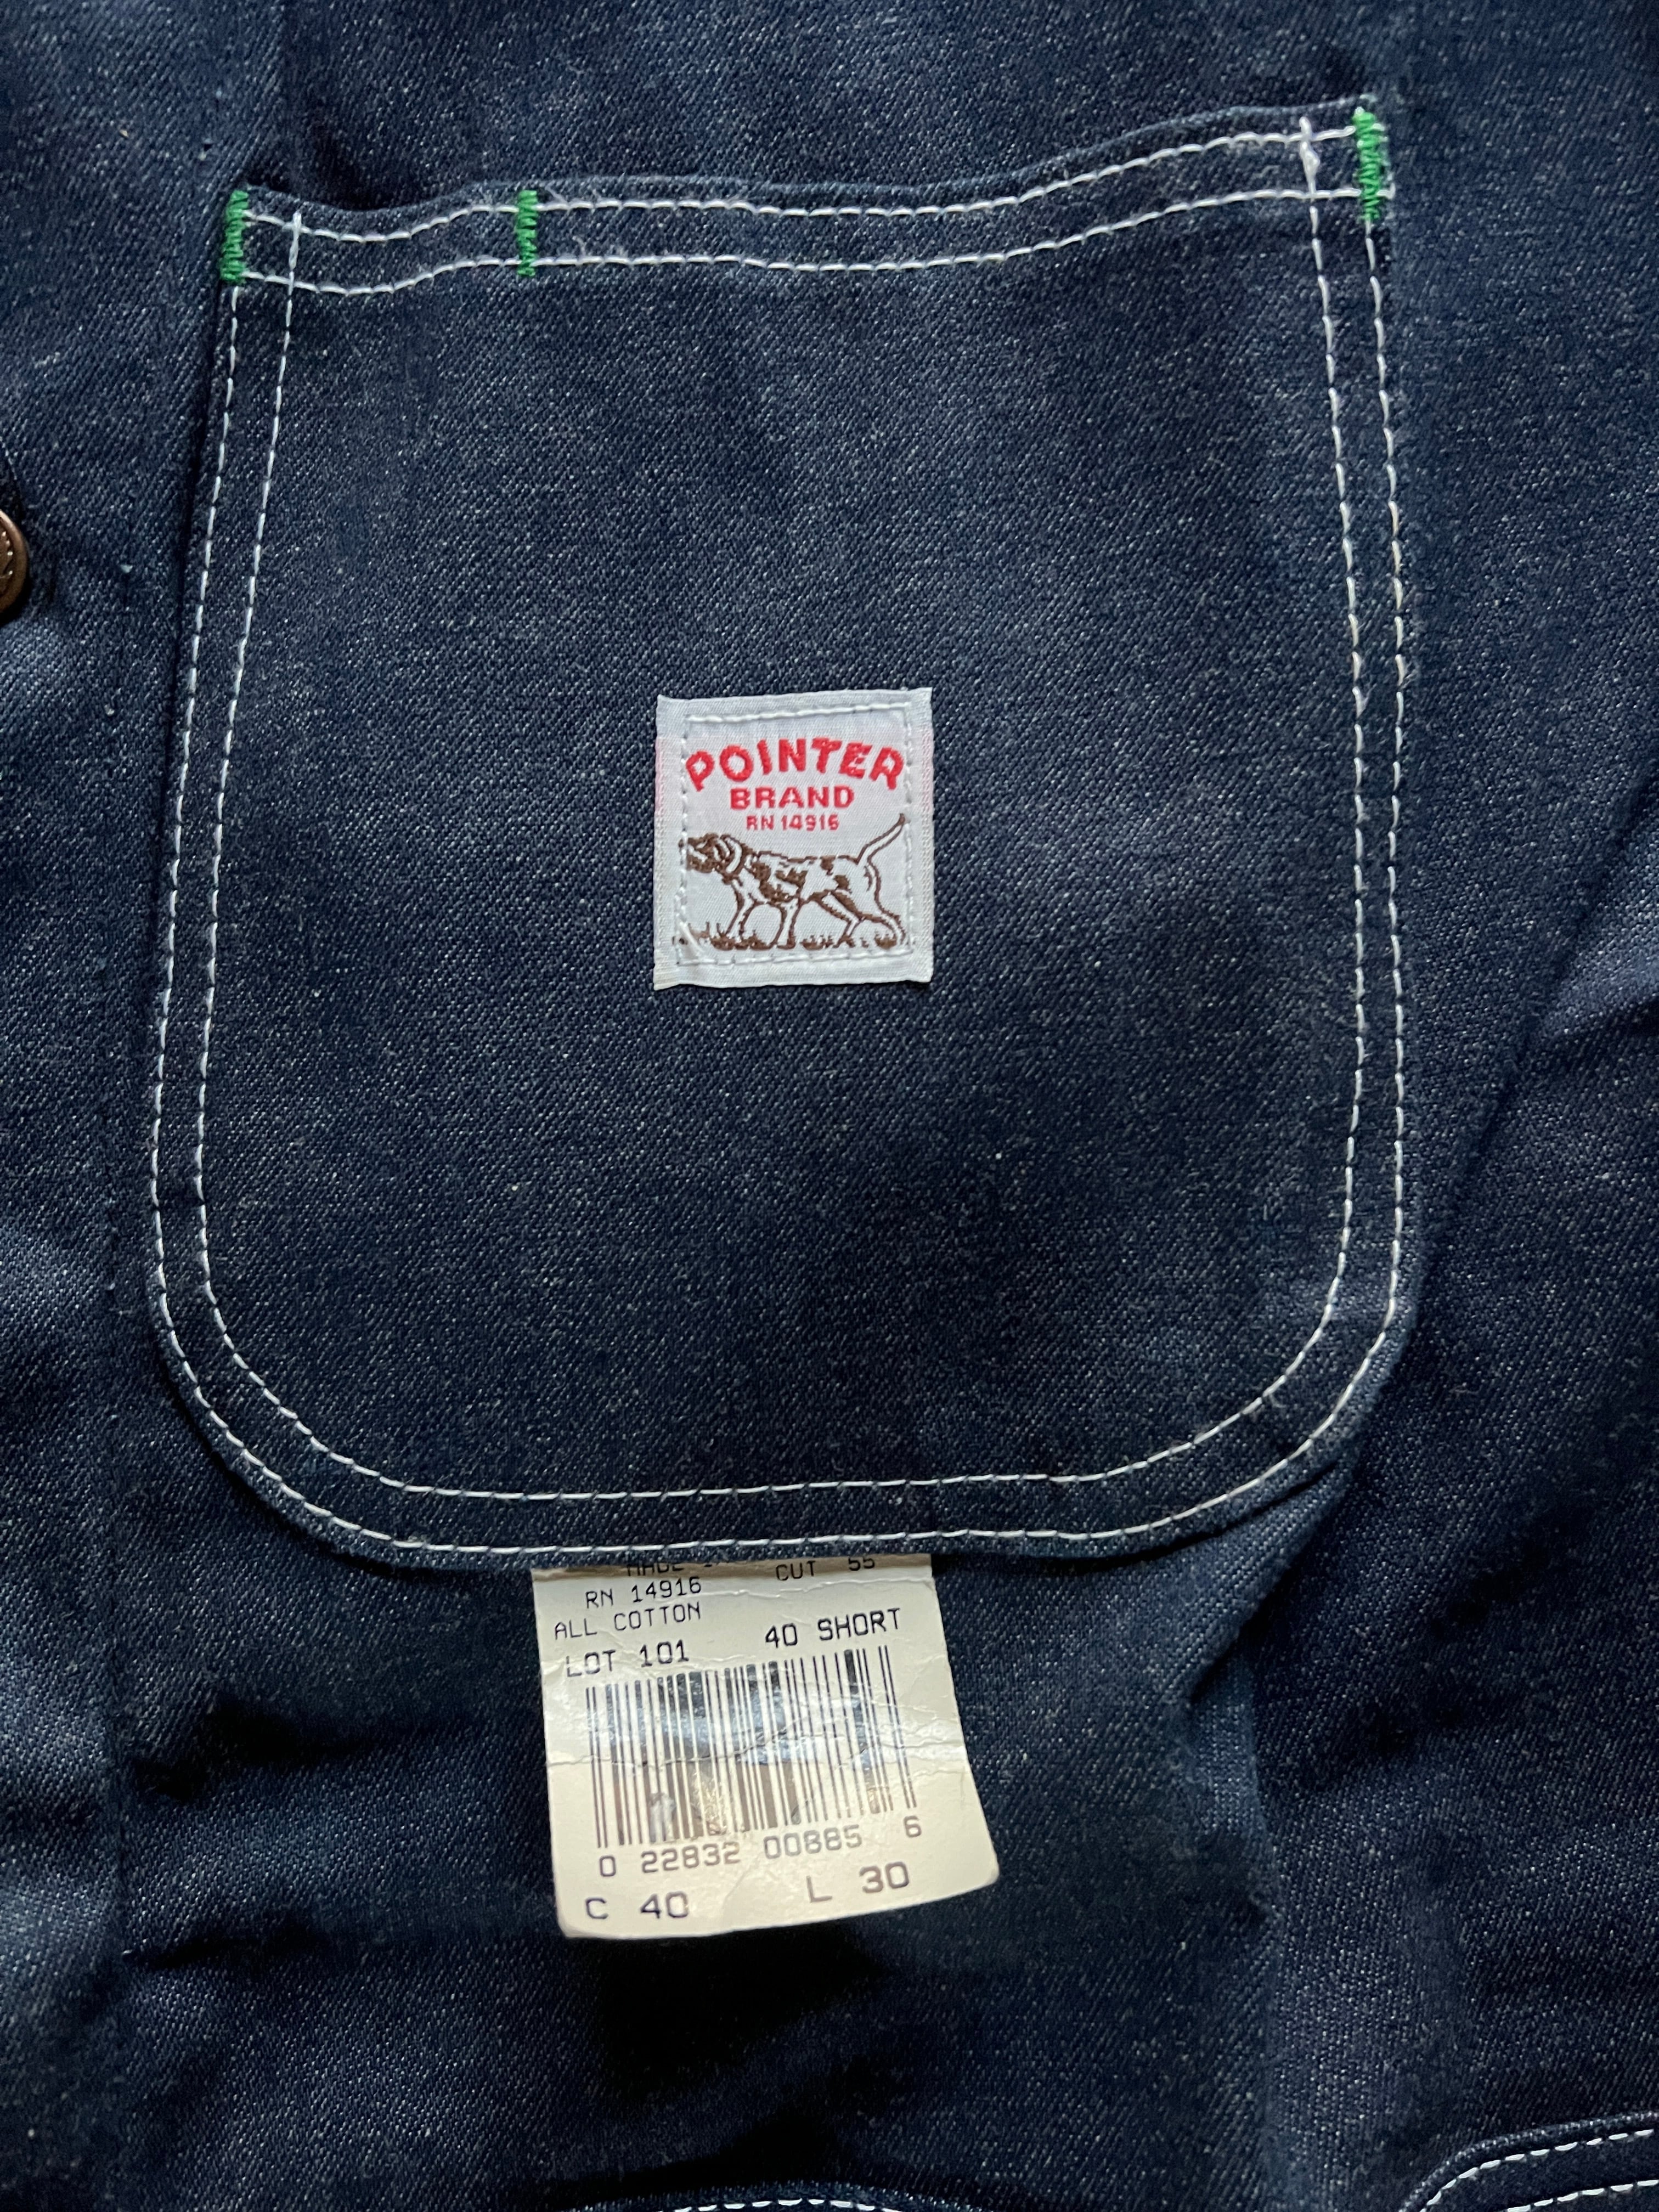 POINTER
BRAND
RN 14916
MADE
CUT 55
RN 14916
ALL COTTON
LOT 101 40 SHORT
0 22832 00885 6
C 40 L 30